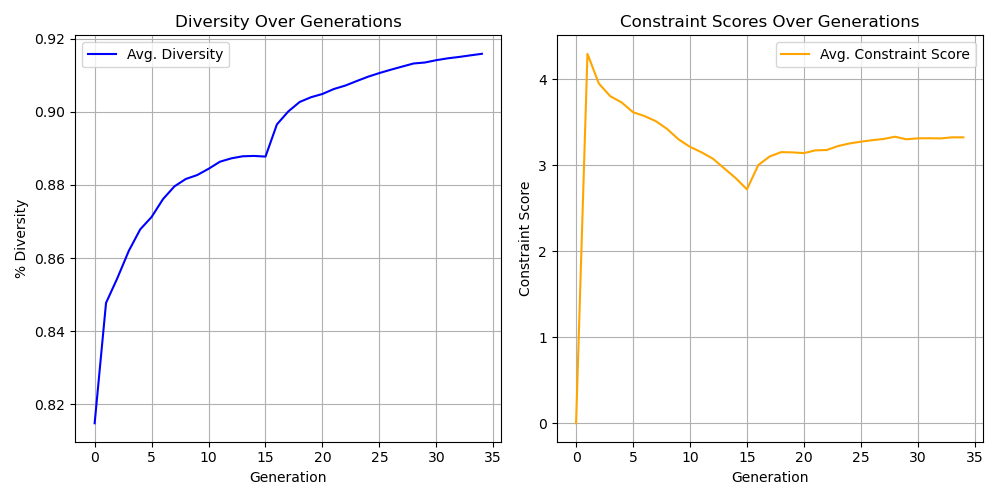 Diversity Over Generations
Avg. Diversity
% Diversity
0.92
0.90
0.88
0.86
0.84
0.82
0 5 10 15 20 25 30 35
Generation
Constraint Scores Over Generations
Avg. Constraint Score
Constraint Score
4
3
2
1
0
0 5 10 15 20 25 30 35
Generation